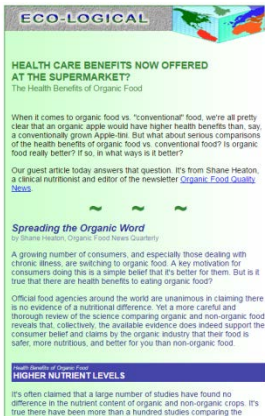 ECO-LOGICAL
HEALTH CARE BENEFITS NOW OFFERED
AT THE SUPERMARKET?
The Health Benefits of Organic Food
When it comes to organic food vs. "conventional" food, we're all pretty
clear that an organic apple would have higher health benefits than, say,
a conventionally grown Apple-tini. But what about serious comparisons
of the health benefits of organic food vs. conventional food? Is organic
food really better? If so, in what ways is it better?
Our guest article today answers that question. It's from Shane Heaton,
a clinical nutritionist and editor of the newsletter Organic Food Quality
News.
~ ~ ~
Spreading the Organic Word
by Shane Heaton, Organic Food News Quarterly
A growing number of consumers, and especially those dealing with
chronic illness, are switching to organic food. A key motivation for
consumers doing this is a simple belief that it's better for them. But is it
true that there are health benefits to eating organic food?
Official food agencies around the world are unanimous in claiming there
is no evidence of a nutritional difference. Yet a more careful and
thorough review of the science comparing organic and non-organic food
reveals that, collectively, the available evidence does indeed support the
consumer belief and claims by the organic industry that their food is
safer, more nutritious, and better for you than non-organic food.
Health Benefits of Organic Food
HIGHER NUTRIENT LEVELS
It's often claimed that a large number of studies have found no
difference in the nutrient content of organic and non-organic crops. It's
true there have been more than a hundred studies comparing the